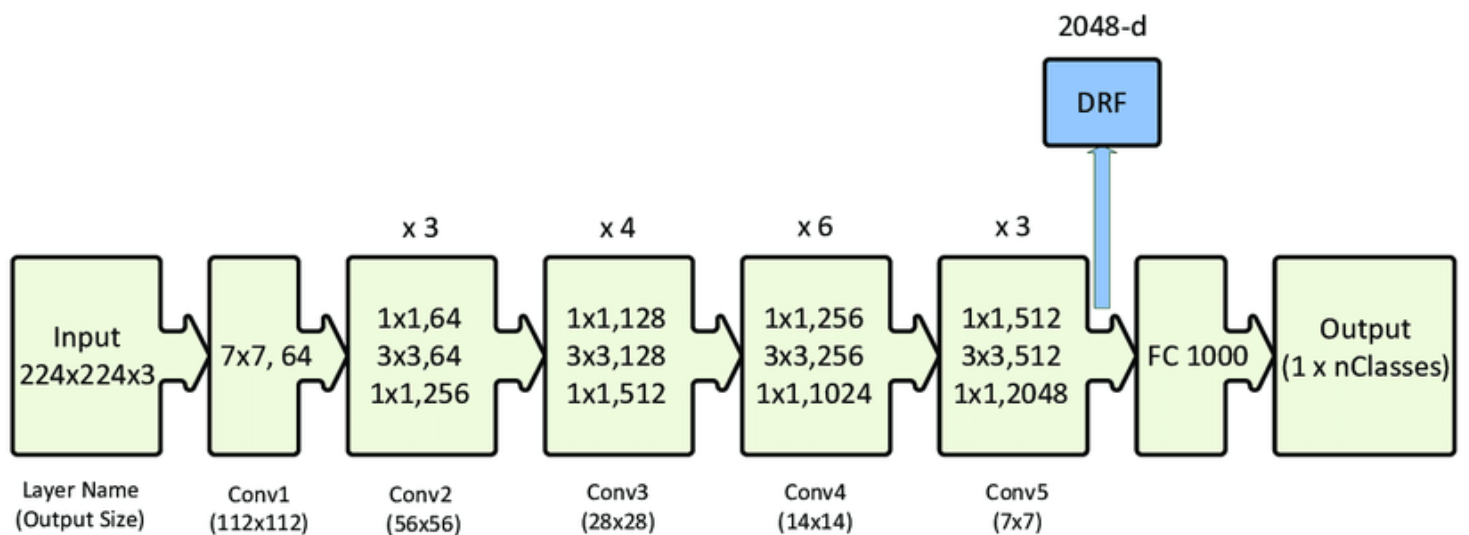 2048-d
DRF
x 3
x 4
x 6
x 3
Input
224x224x3
7x7, 64
1x1,64
3x3,64
1x1,256
1x1,128
3x3,128
1x1,512
1x1,256
3x3,256
1x1,1024
1x1,512
3x3,512
1x1,2048
FC 1000
Output
(1 x nClasses)
Layer Name
(Output Size)
Conv1
(112x112)
Conv2
(56x56)
Conv3
(28x28)
Conv4
(14x14)
Conv5
(7x7)